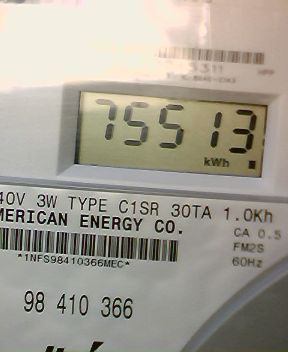 75513
kWh
40V 3W TYPE C1SR 30TA 1.0Kh
MERICAN ENERGY CO.
CA 0.5
FM2S
*1NFS98410366MEC*
60Hz
98 410 366